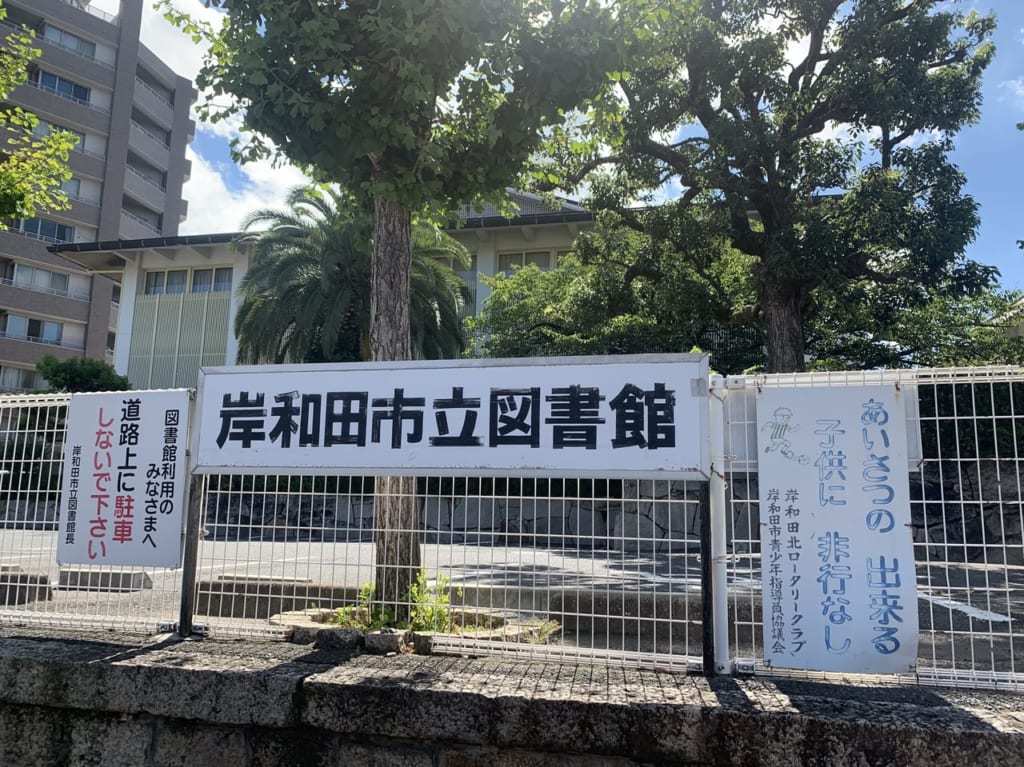 岸和田市立図書館
図書館利用の
みなさまへ
道路上に駐車
しないで下さい
岸和田市立図書館長
あいさつの 出来る
子供に 非行なし
岸和田北ロータリークラブ
岸和田市青少年指導員協議会